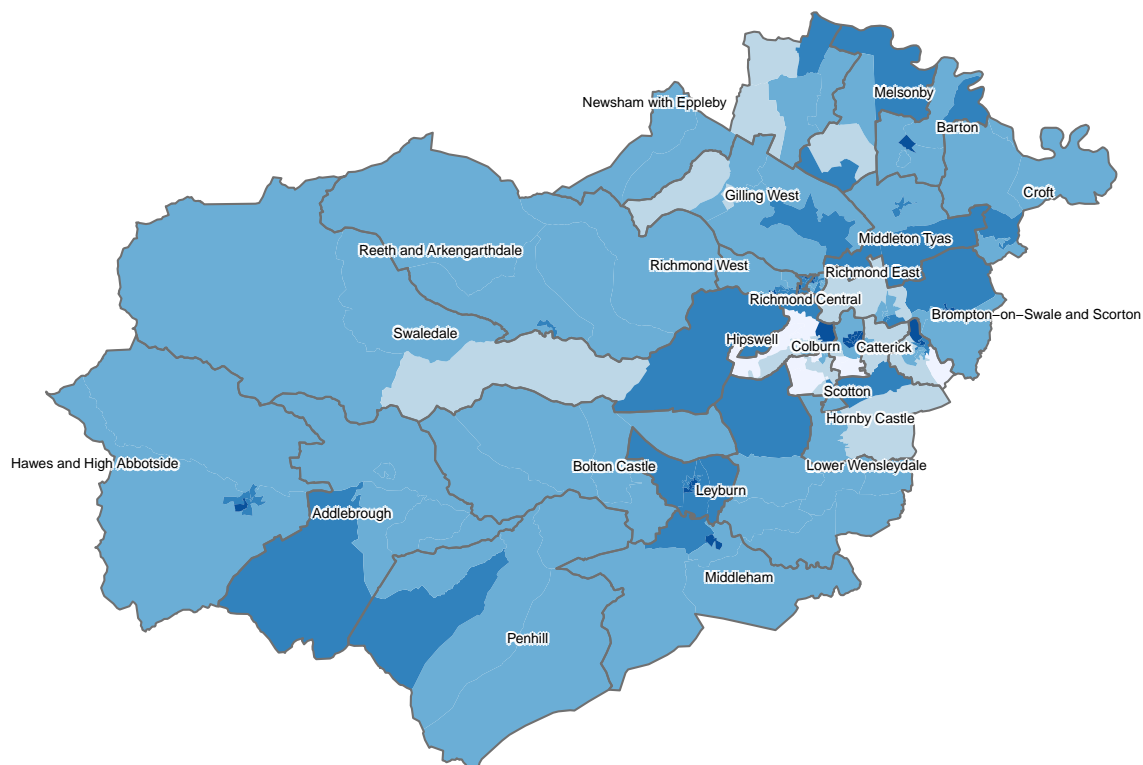 Melsonby
Newsham with Eppleby
Barton
Croft
Gilling West
Middleton Tyas
Reeth and Arkengarthdale
Richmond West
Richmond East
Richmond Central
Brompton−on−Swale and Scorton
Swaledale
Hipswell
Colburn
Catterick
Scotton
Hornby Castle
Hawes and High Abbotside
Bolton Castle
Lower Wensleydale
Leyburn
Addlebrough
Middleham
Penhill